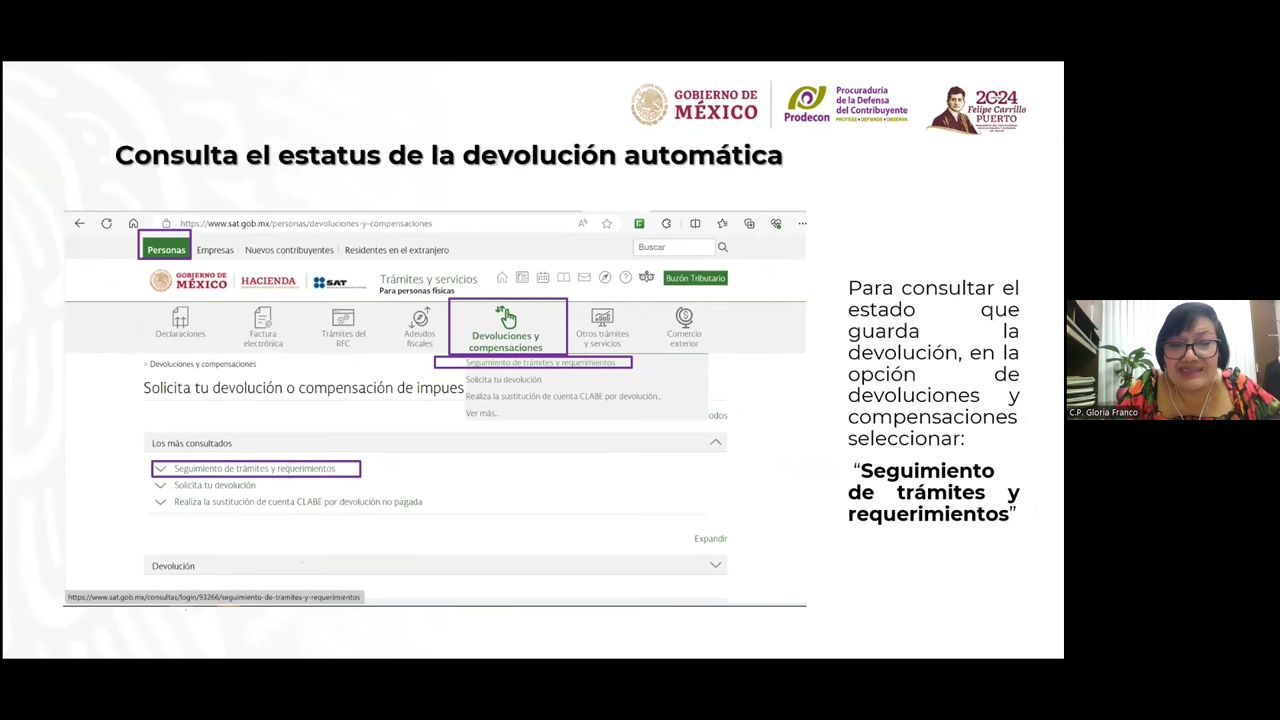 GOBIERNO DE
MÉXICO
Prodecon
Procuraduría
de la Defensa
del Contribuyente
PROTEGE • DEFIENDE • OBSERVA
2024
Felipe Carrillo
PUERTO
Consulta el estatus de la devolución automática
https://www.sat.gob.mx/personas/devoluciones-y-compensaciones
Personas Empresas Nuevos contribuyentes Residentes en el extranjero
Buscar
GOBIERNO DE
MÉXICO
HACIENDA
SAT
Trámites y servicios
Para personas físicas
Buzón Tributario
Declaraciones
Factura
electrónica
Trámites del
RFC
Adeudos
fiscales
Devoluciones y
compensaciones
Otros trámites
y servicios
Comercio
exterior
> Devoluciones y compensaciones
Seguimiento de trámites y requerimientos
Solicita tu devolución
Realiza la sustitución de cuenta CLABE por devolución...
Ver más..
Solicita tu devolución o compensación de impues
odos
Los más consultados
Seguimiento de trámites y requerimientos
Solicita tu devolución
Realiza la sustitución de cuenta CLABE por devolución no pagada
Expandir
Devolución
https://www.sat.gob.mx/consultas/login/93266/seguimiento-de-tramites-y-requerimientos
Para consultar el
estado que
guarda la
devolución, en la
opción de
devoluciones y
compensaciones
seleccionar:
“Seguimiento
de trámites y
requerimientos”
C.P. Gloria Franco